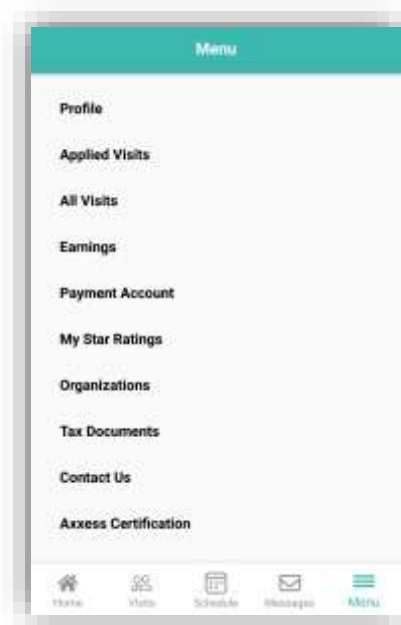 Menu
Profile
Applied Visits
All Visits
Earnings
Payment Account
My Star Ratings
Organizations
Tax Documents
Contact Us
Axxess Certification
Home Visits Schedule Messages Menu